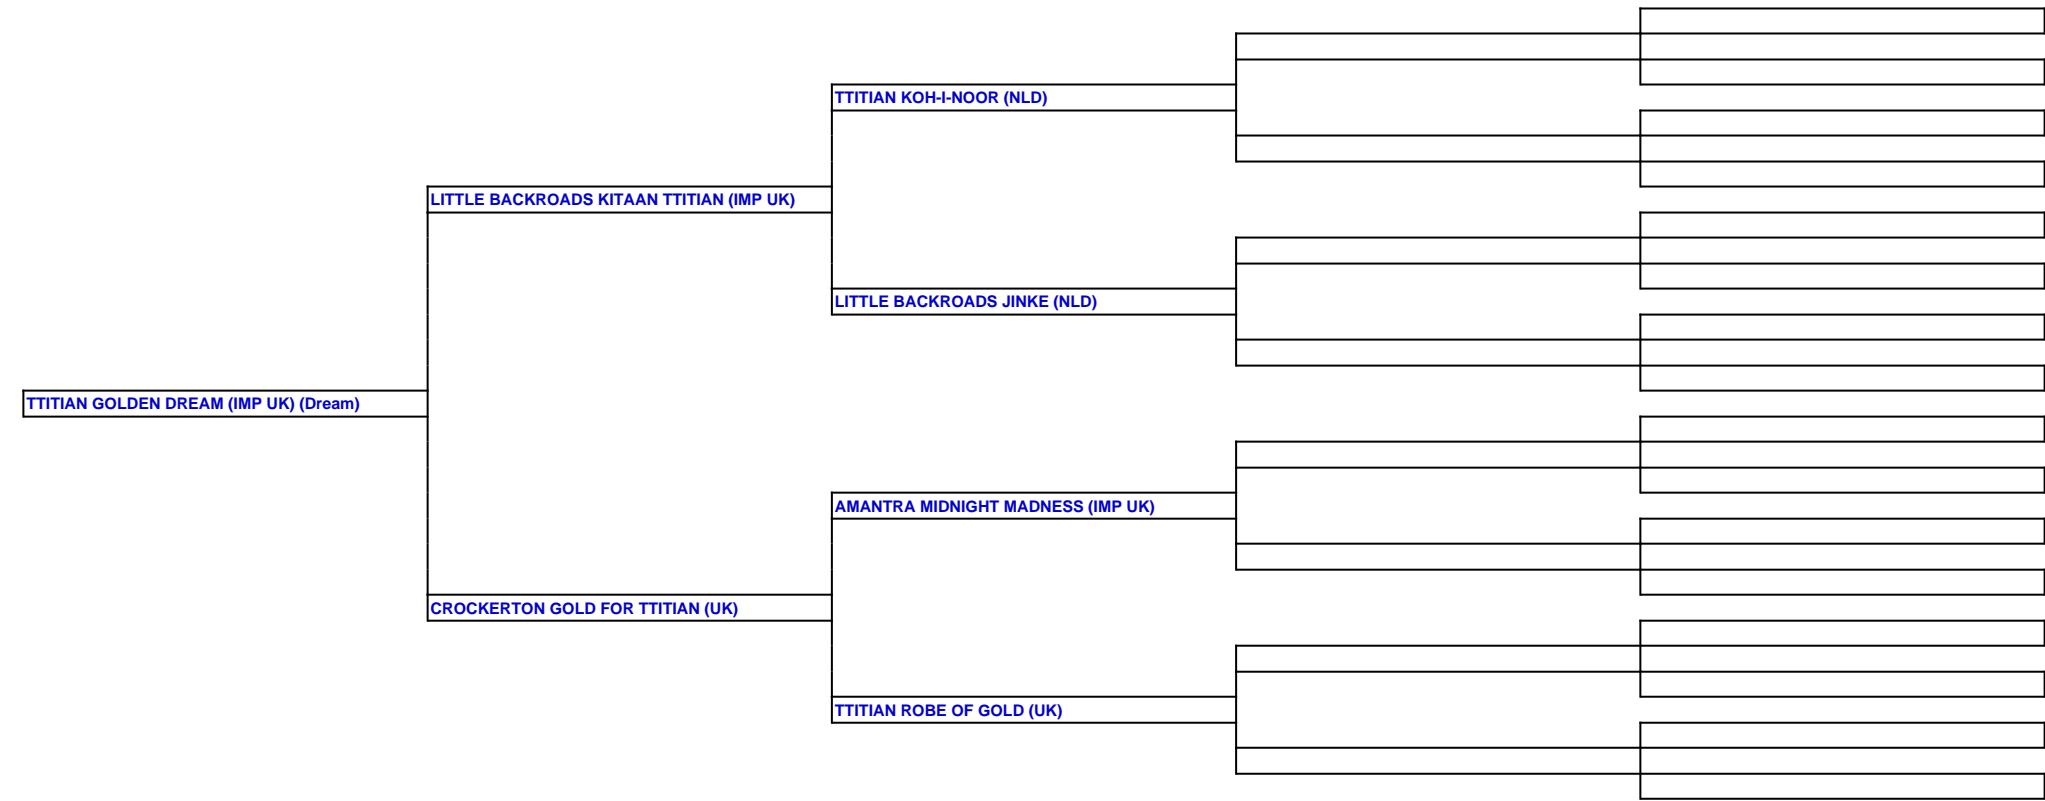 TTITIAN KOH-I-NOOR (NLD)
LITTLE BACKROADS KITAAN TTITIAN (IMP UK)
LITTLE BACKROADS JINKE (NLD)
TTITIAN GOLDEN DREAM (IMP UK) (Dream)
AMANTRA MIDNIGHT MADNESS (IMP UK)
CROCKERTON GOLD FOR TTITIAN (UK)
TTITIAN ROBE OF GOLD (UK)